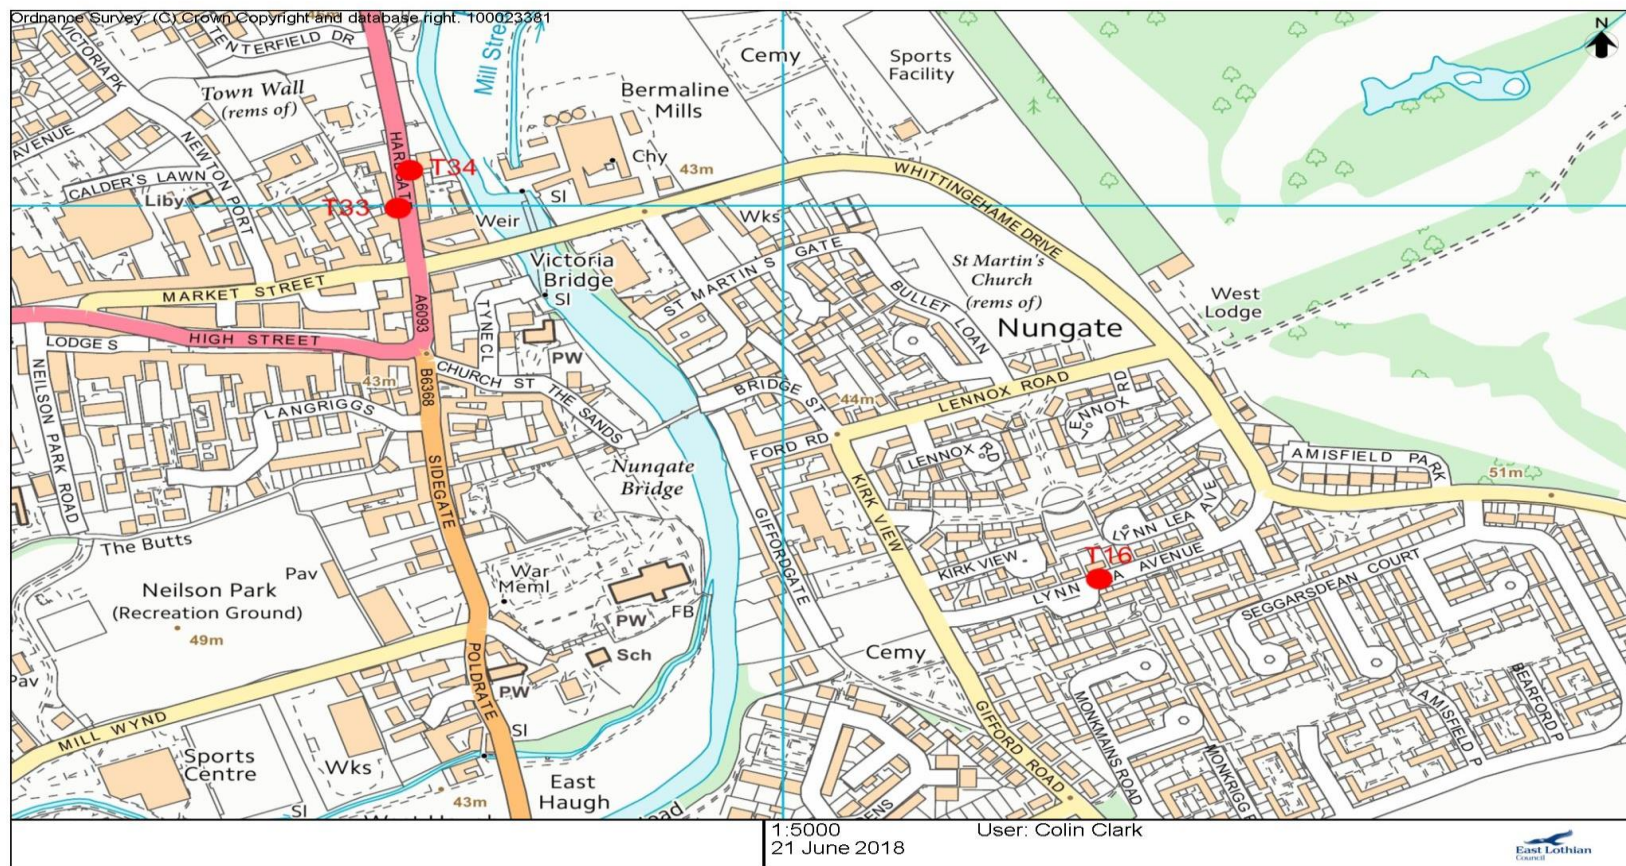 Ordnance Survey, (C) Crown Copyright and database right. 100023381
N
VICTORIA PK
TENTERFIELD DR
Mill Stre
Cemy
Sports
Facility
Town Wall
(rems of)
Bermaline
Mills
AVENUE
NEWTON PORT
T34
Chy
43m
CALDER'S LAWN
Liby
T33
SI
Weir
Wks
WHITTINGEHAME DRIVE
Victoria
Bridge
SI
ST MARTIN S GATE
St Martin's
Church
(rems of)
MARKET STREET
A6093
TYNECL
BULLET LOAN
West
Lodge
Nungate
LODGE S
HIGH STREET
PW
43m
B6368
CHURCH ST
THE SANDS
BRIDGE ST
44m
LENNOX ROAD
LENNOX RD
NEILSON PARK ROAD
LANGRIGGS
FORD RD
LENNOX RD
AMISFIELD PARK
51m
SIDEGATE
Nungate
Bridge
KIRK VIEW
LYNN LEA AVE
The Butts
GIFFORDGATE
T16
Neilson Park
(Recreation Ground)
49m
Pav
War
Meml
KIRK VIEW
LYNN
A AVENUE
SEGGARSDEAN COURT
PW
FB
Sch
Cemy
Pav
POLDRATE
PW
MONKMAINS ROAD
AMISFIELD P
BEARFORD P
MILL WYND
SI
GIFFORD ROAD
Sports
Centre
Wks
MONKRIGG R
43m
East
Haugh
SI
ENS
oad
1:5000
User: Colin Clark
21 June 2018
East Lothian
Council